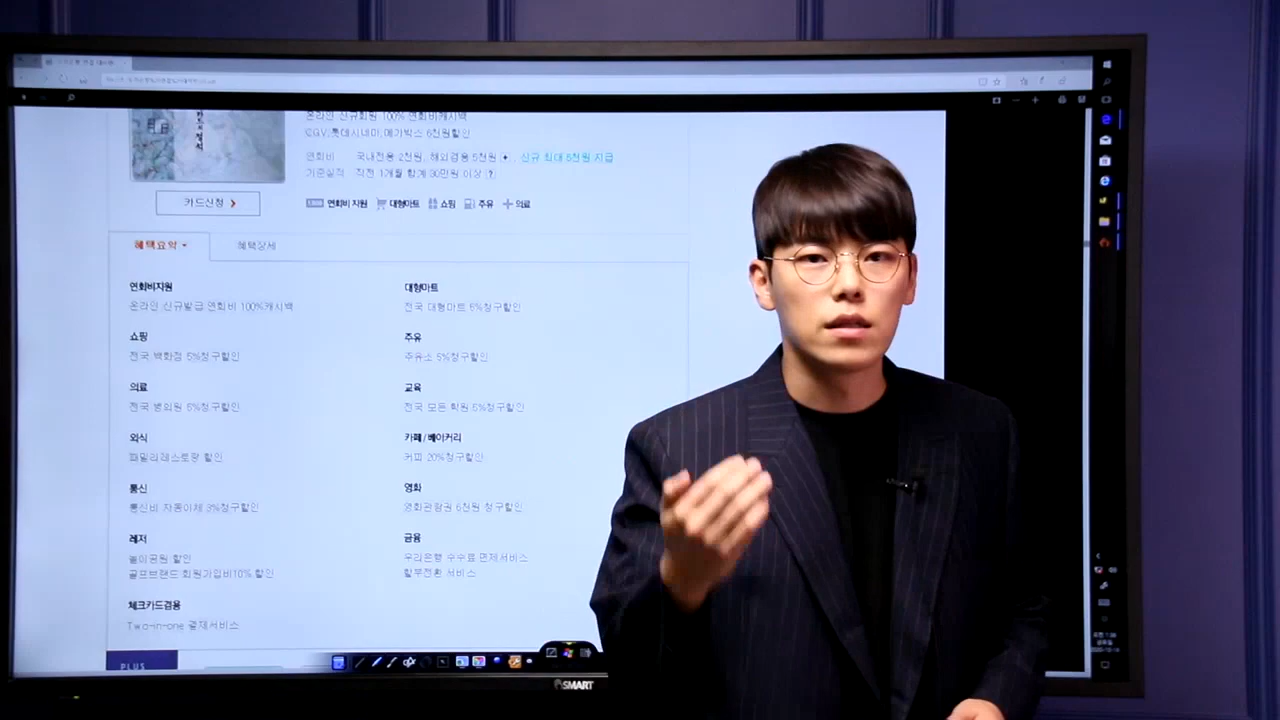 카드의 정석
온라인 신규회원 100% 연회비캐시백
CGV,롯데시네마,메가박스 6천원할인
연회비 국내전용 2천원, 해외겸용 5천원 , 신규 최대 5천원 지급
기준실적 직전 1개월 합계 30만원 이상 ?
카드신청
연회비 지원 대형마트 쇼핑 주유 의료
혜택요약 혜택상세
연회비지원
온라인 신규발급 연회비 100%캐시백
대형마트
전국 대형마트 5%청구할인
쇼핑
전국 백화점 5%청구할인
주유
주유소 5%청구할인
의료
전국 병의원 5%청구할인
교육
전국 모든 학원 5%청구할인
외식
패밀리레스토랑 할인
카페/베이커리
커피 20%청구할인
통신
통신비 자동이체 3%청구할인
영화
영화관람권 6천원 청구할인
레저
놀이공원 할인
골프브랜드 회원가입비10% 할인
금융
우리은행 수수료 면제서비스
할부전환 서비스
체크카드겸용
Two-in-one 결제서비스
PLUS
SMART